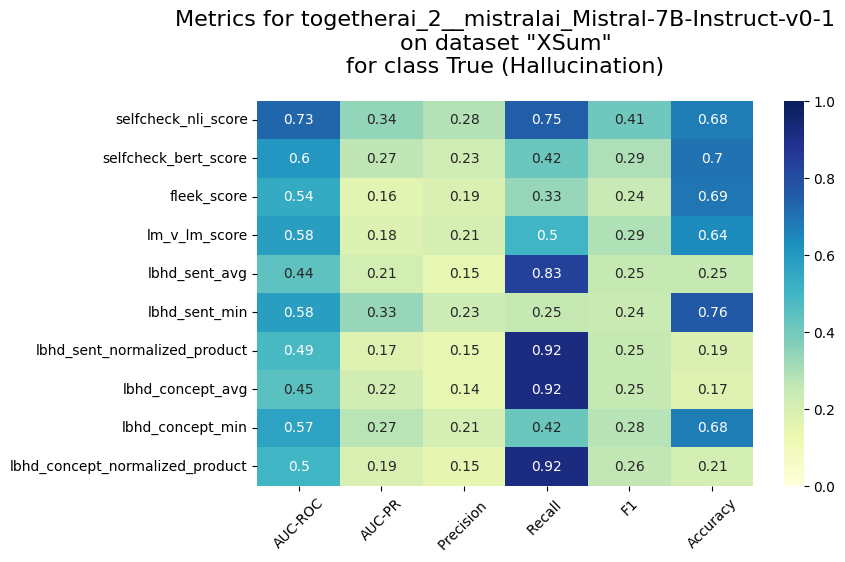 Metrics for togetherai_2__mistralai_Mistral-7B-Instruct-v0-1
on dataset "XSum"
for class True (Hallucination)
selfcheck_nli_score 0.73 0.34 0.28 0.75 0.41 0.68
selfcheck_bert_score 0.6 0.27 0.23 0.42 0.29 0.7
fleek_score 0.54 0.16 0.19 0.33 0.24 0.69
lm_v_lm_score 0.58 0.18 0.21 0.5 0.29 0.64
lbhd_sent_avg 0.44 0.21 0.15 0.83 0.25 0.25
lbhd_sent_min 0.58 0.33 0.23 0.25 0.24 0.76
lbhd_sent_normalized_product 0.49 0.17 0.15 0.92 0.25 0.19
lbhd_concept_avg 0.45 0.22 0.14 0.92 0.25 0.17
lbhd_concept_min 0.57 0.27 0.21 0.42 0.28 0.68
lbhd_concept_normalized_product 0.5 0.19 0.15 0.92 0.26 0.21
AUC-ROC AUC-PR Precision Recall F1 Accuracy
1.0
0.8
0.6
0.4
0.2
0.0